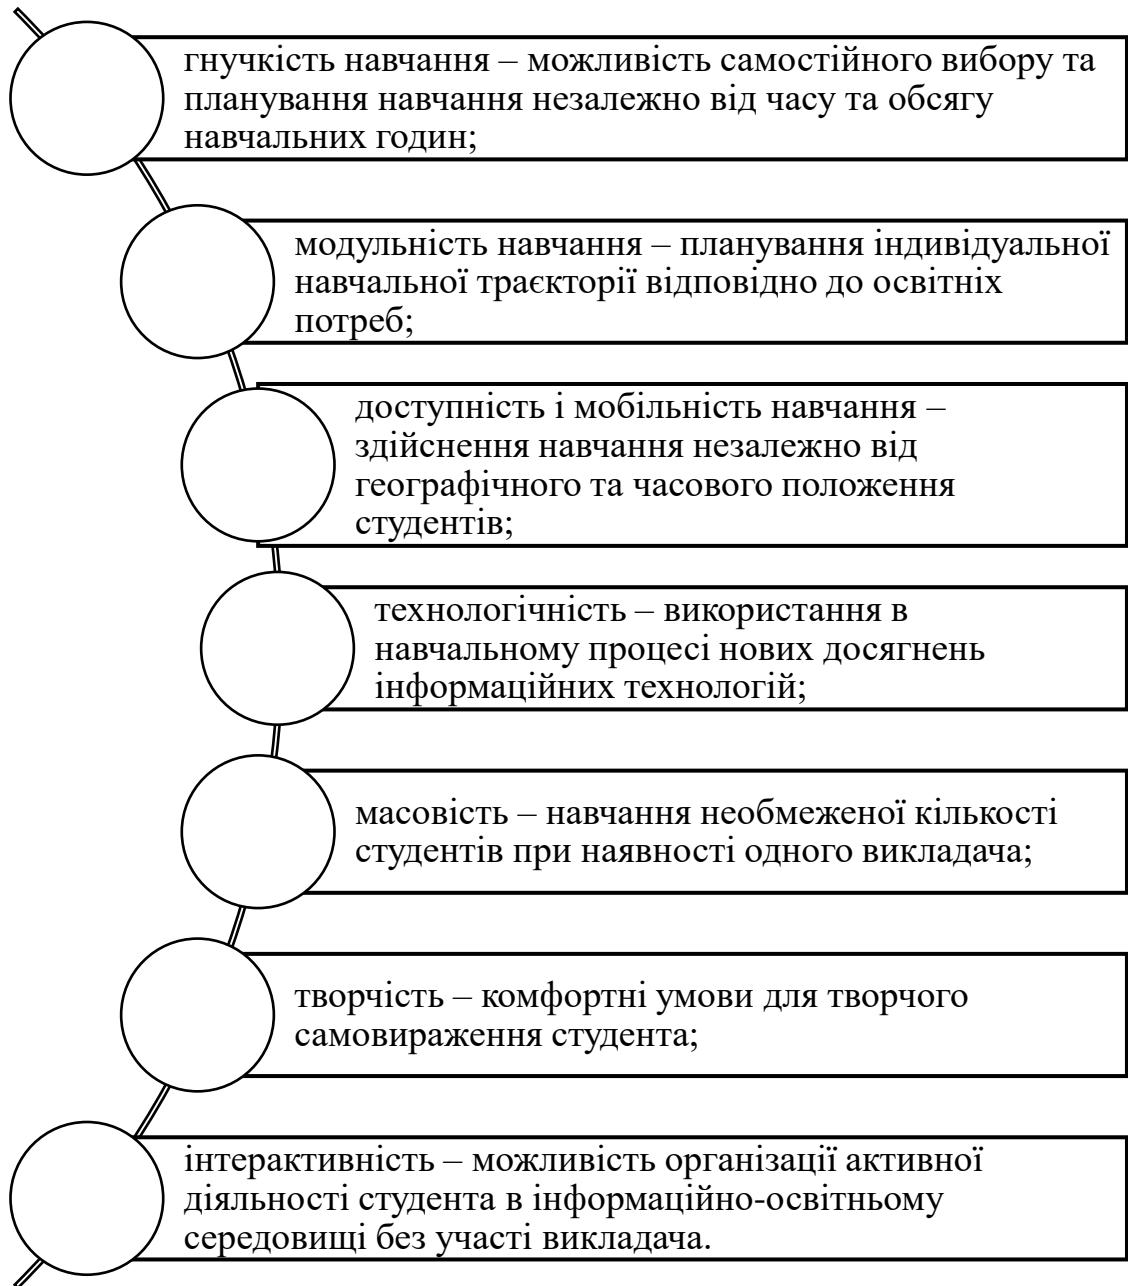 гнучкість навчання – можливість самостійного вибору та
планування навчання незалежно від часу та обсягу
навчальних годин;
модульність навчання – планування індивідуальної
навчальної траєкторії відповідно до освітніх
потреб;
доступність і мобільність навчання –
здійснення навчання незалежно від
географічного та часового положення
студентів;
технологічність – використання в
навчальному процесі нових досягнень
інформаційних технологій;
масовість – навчання необмеженої кількості
студентів при наявності одного викладача;
творчість – комфортні умови для творчого
самовираження студента;
інтерактивність – можливість організації активної
діяльності студента в інформаційно-освітньому
середовищі без участі викладача.